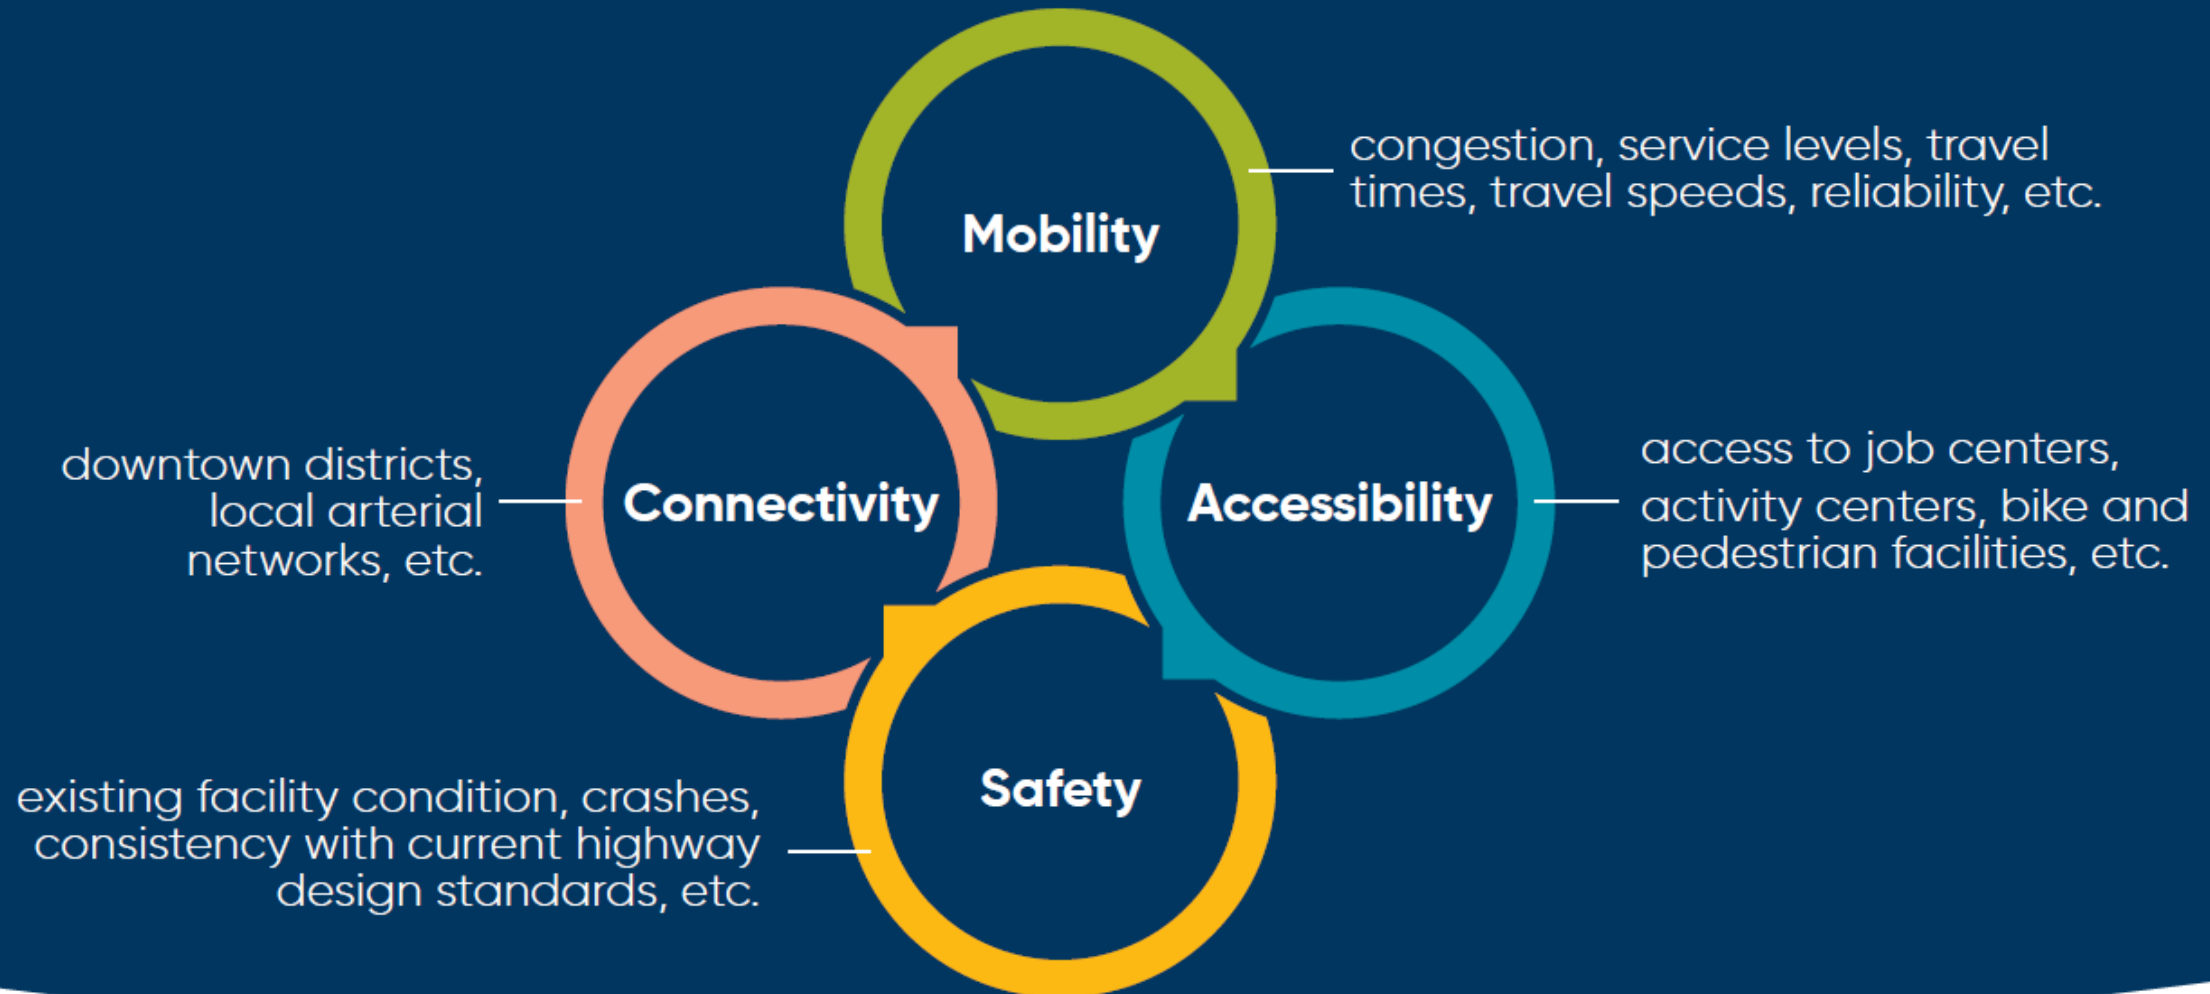 Mobility
congestion, service levels, travel
times, travel speeds, reliability, etc.
Connectivity
downtown districts,
local arterial
networks, etc.
Accessibility
access to job centers,
activity centers, bike and
pedestrian facilities, etc.
Safety
existing facility condition, crashes,
consistency with current highway
design standards, etc.